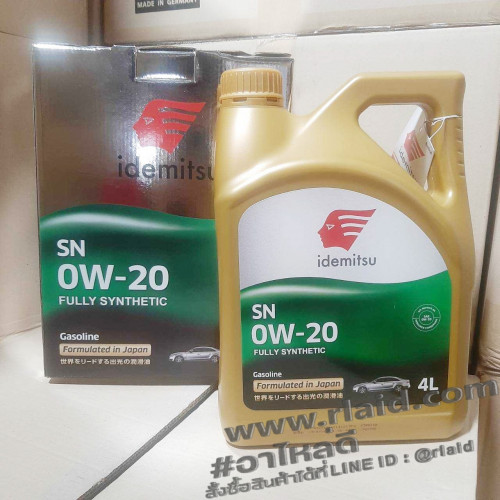 MADE IN GERMANY
idemitsu
SN
0W-20
FULLY SYNTHETIC
Gasoline
Formulated in Japan
世界をリードする出光の潤滑油
idemitsu
SN
0W-20
FULLY SYNTHETIC
Gasoline
Formulated in Japan
世界をリードする出光の潤滑油
4L
www.rlaid.com
#อาไหลดี
สั่งซื้อสินค้าได้ที่ LINE ID : @rlaid